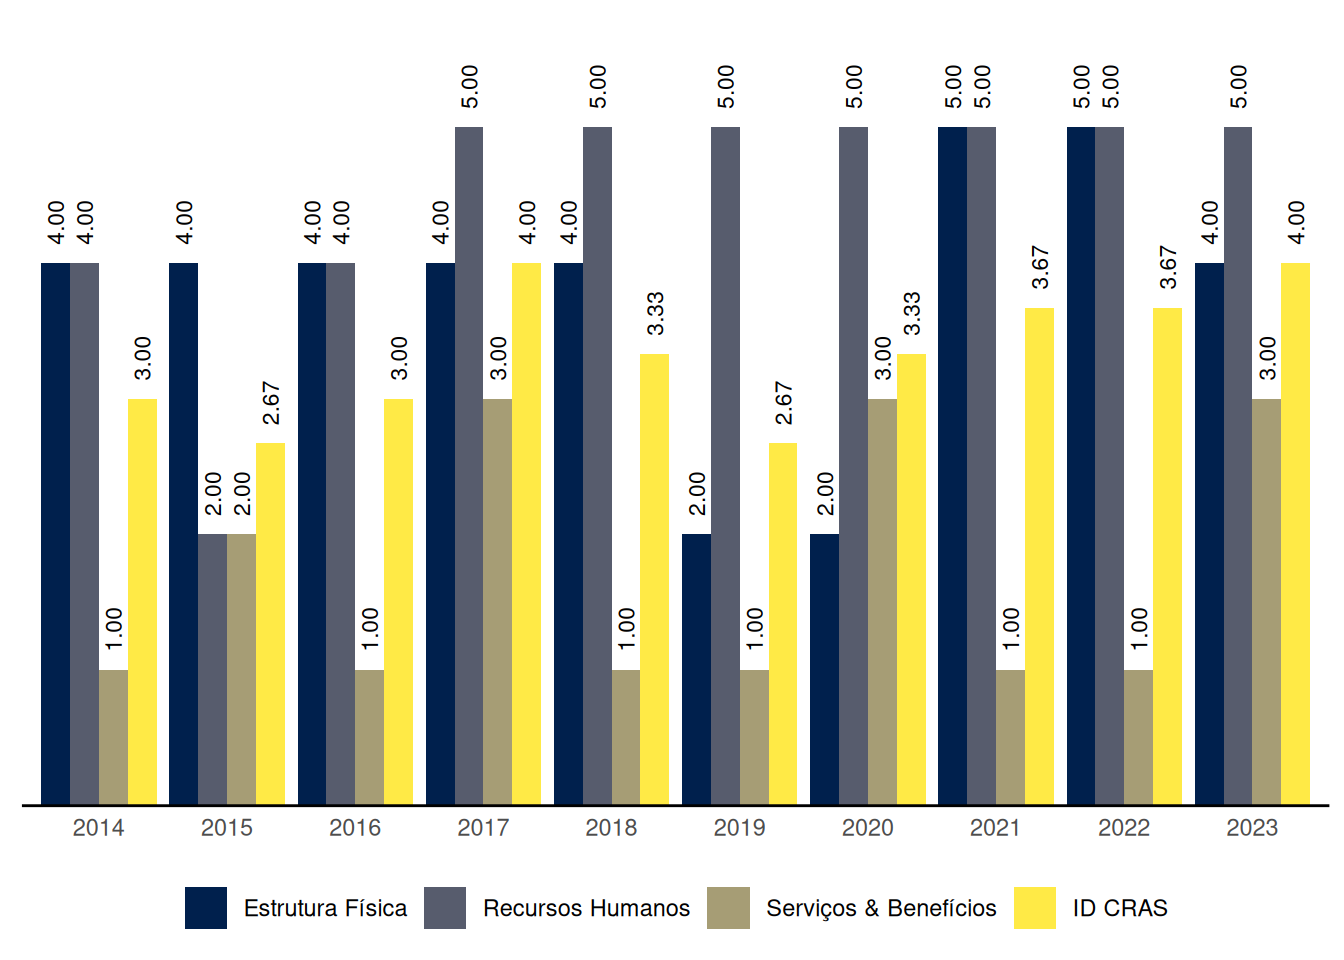 5.00 5.00 5.00 5.00 5.00 5.00 5.00 5.00 5.00
4.00 4.00 4.00 4.00 4.00 4.00 4.00 4.00 4.00 4.00
3.67 3.67
3.33 3.33
3.00 3.00 3.00 3.00 3.00
2.67 2.67
2.00 2.00 2.00 2.00
1.00 1.00 1.00 1.00 1.00 1.00
2014 2015 2016 2017 2018 2019 2020 2021 2022 2023
Estrutura Física Recursos Humanos Serviços & Benefícios ID CRAS